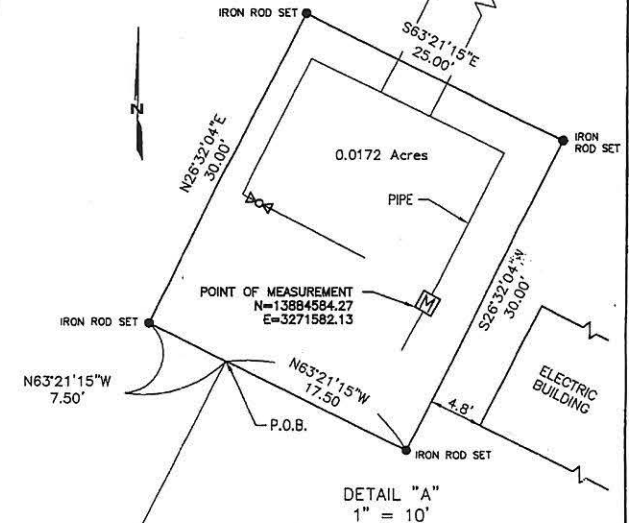 IRON ROD SET
S63°21'15"E
25.00'
N
IRON
ROD SET
N26°32'04"E
30.00'
0.0172 Acres
PIPE
POINT OF MEASUREMENT
N=13884584.27
E=3271582.13
M
S26°32'04"W
30.00'
IRON ROD SET
N63°21'15"W
7.50'
N63°21'15"W
17.50
P.O.B.
4.8'
ELECTRIC
BUILDING
IRON ROD SET
DETAIL "A"
1" = 10'